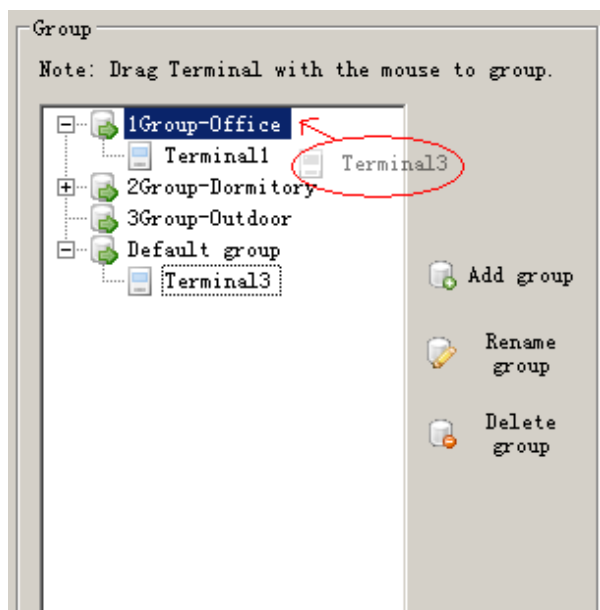 Group
Note: Drag Terminal with the mouse to group.
1Group-Office
Terminal1
Terminal3
2Group-Dormitory
3Group-Outdoor
Default group
Terminal3
Add group
Rename
group
Delete
group